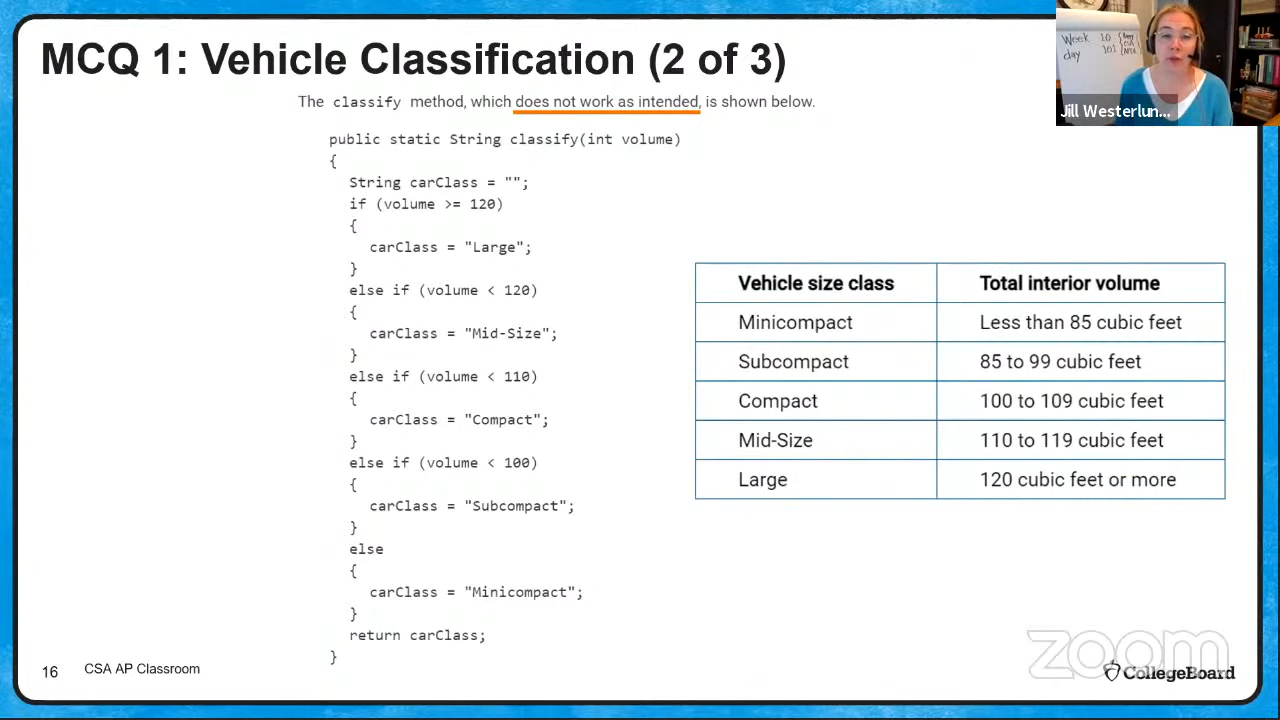 MCQ 1: Vehicle Classification (2 of 3)
The classify method, which does not work as intended, is shown below.
public static String classify(int volume)
{
String carClass = "";
if (volume >= 120)
{
carClass = "Large";
}
else if (volume < 120)
{
carClass = "Mid-Size";
}
else if (volume < 110)
{
carClass = "Compact";
}
else if (volume < 100)
{
carClass = "Subcompact";
}
else
{
carClass = "Minicompact";
}
return carClass;
}
Vehicle size class Total interior volume
Minicompact Less than 85 cubic feet
Subcompact 85 to 99 cubic feet
Compact 100 to 109 cubic feet
Mid-Size 110 to 119 cubic feet
Large 120 cubic feet or more
Week 10
day 101
Jill Westerlun...
16 CSA AP Classroom
zoom
CollegeBoard